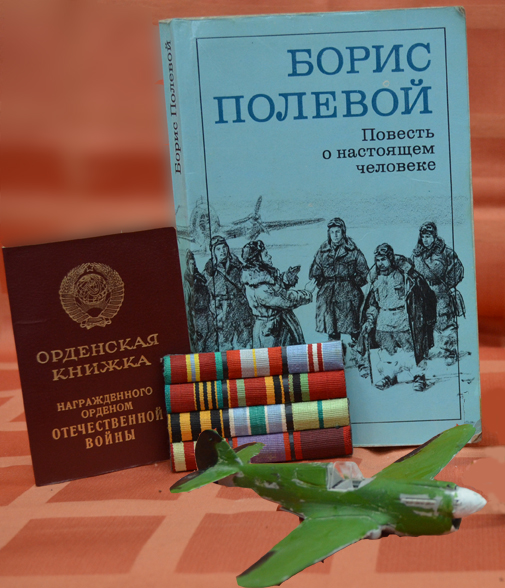 БОРИС
ПОЛЕВОЙ
Повесть
о настоящем
человеке
Борис Полевой
ОРДЕНСКАЯ
КНИЖКА
НАГРАЖДЕННОГО
ОРДЕНОМ
ОТЕЧЕСТВЕННОЙ
ВОЙНЫ